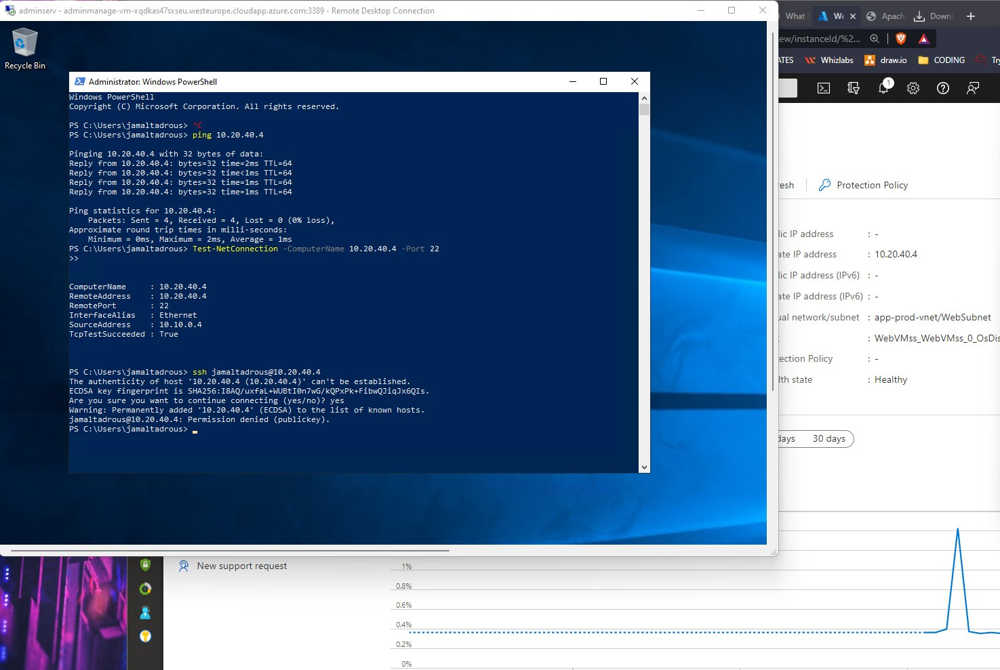 adminserv - adminmanage-vm-xqdkas47sxseu.westeurope.cloudapp.azure.com:3389 - Remote Desktop Connection
Recycle Bin
Administrator: Windows PowerShell
Windows PowerShell
Copyright (C) Microsoft Corporation. All rights reserved.
PS C:\Users\jamaltadrous> ^C
PS C:\Users\jamaltadrous> ping 10.20.40.4
Pinging 10.20.40.4 with 32 bytes of data:
Reply from 10.20.40.4: bytes=32 time=2ms TTL=64
Reply from 10.20.40.4: bytes=32 time<1ms TTL=64
Reply from 10.20.40.4: bytes=32 time=1ms TTL=64
Reply from 10.20.40.4: bytes=32 time=1ms TTL=64
Ping statistics for 10.20.40.4:
    Packets: Sent = 4, Received = 4, Lost = 0 (0% loss),
Approximate round trip times in milli-seconds:
    Minimum = 0ms, Maximum = 2ms, Average = 1ms
PS C:\Users\jamaltadrous> Test-NetConnection -ComputerName 10.20.40.4 -Port 22
>>
ComputerName     : 10.20.40.4
RemoteAddress    : 10.20.40.4
RemotePort       : 22
InterfaceAlias   : Ethernet
SourceAddress    : 10.10.0.4
TcpTestSucceeded : True
PS C:\Users\jamaltadrous> ssh jamaltadrous@10.20.40.4
The authenticity of host '10.20.40.4 (10.20.40.4)' can't be established.
ECDSA key fingerprint is SHA256:I8AQ/uxfaL+WUBtI0n7wG/kQPxPk+FibwQJiqJx6QIs.
Are you sure you want to continue connecting (yes/no)? yes
Warning: Permanently added '10.20.40.4' (ECDSA) to the list of known hosts.
jamaltadrous@10.20.40.4: Permission denied (publickey).
PS C:\Users\jamaltadrous>
What We Apach Downl
ew/instanceId/%2...
ATES Whizlabs draw.io CODING Try
1
resh Protection Policy
lic IP address : -
ate IP address : 10.20.40.4
lic IP address (IPv6) : -
ate IP address (IPv6) : -
ual network/subnet : app-prod-vnet/WebSubnet
: WebVMss_WebVMss_0_OsDis
tection Policy : -
lth state : Healthy
days 30 days
New support request
1%
0.8%
0.6%
0.4%
0.2%
0%